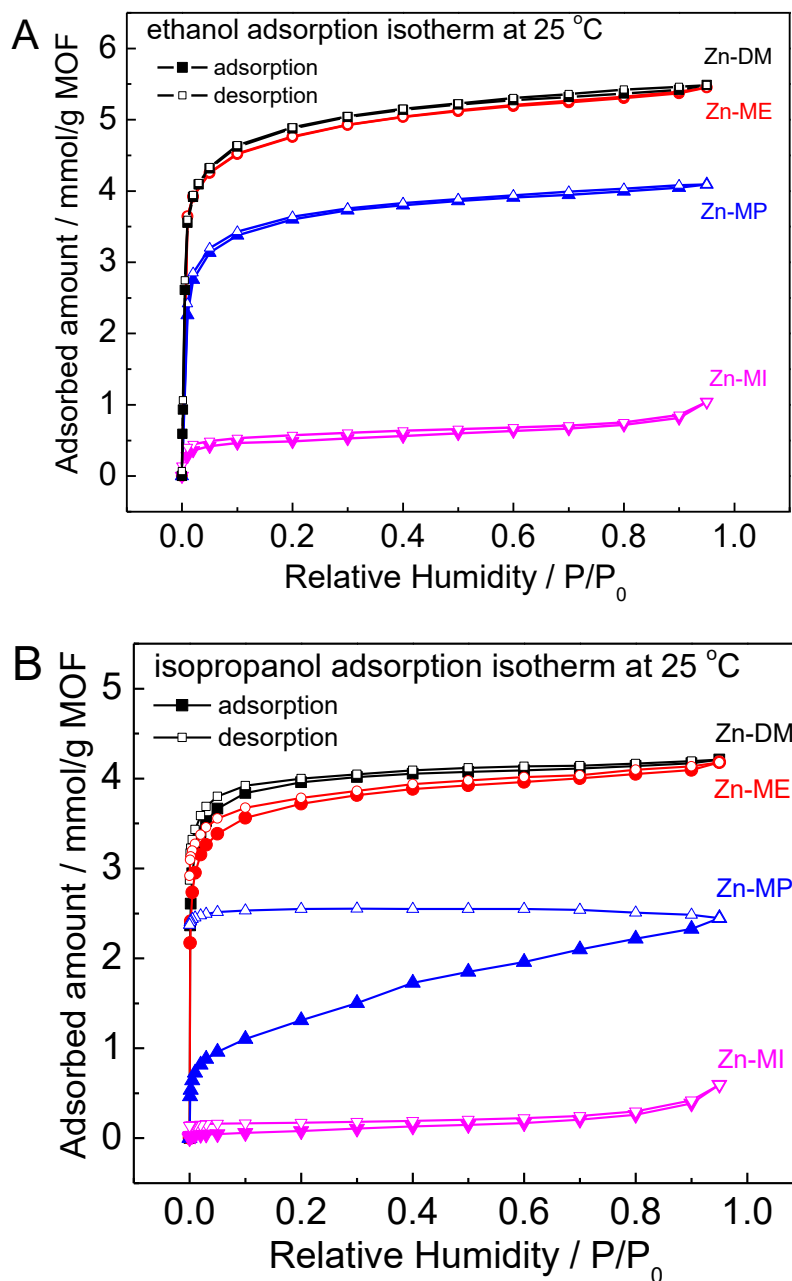 A
ethanol adsorption isotherm at 25 °C
adsorption
desorption
Zn-DM
Zn-ME
Zn-MP
Zn-MI
6
5
4
3
2
1
0
Adsorbed amount / mmol/g MOF
0.0 0.2 0.4 0.6 0.8 1.0
Relative Humidity / P/P₀
B
isopropanol adsorption isotherm at 25 °C
adsorption
desorption
Zn-DM
Zn-ME
Zn-MP
Zn-MI
5
4
3
2
1
0
Adsorbed amount / mmol/g MOF
0.0 0.2 0.4 0.6 0.8 1.0
Relative Humidity / P/P₀